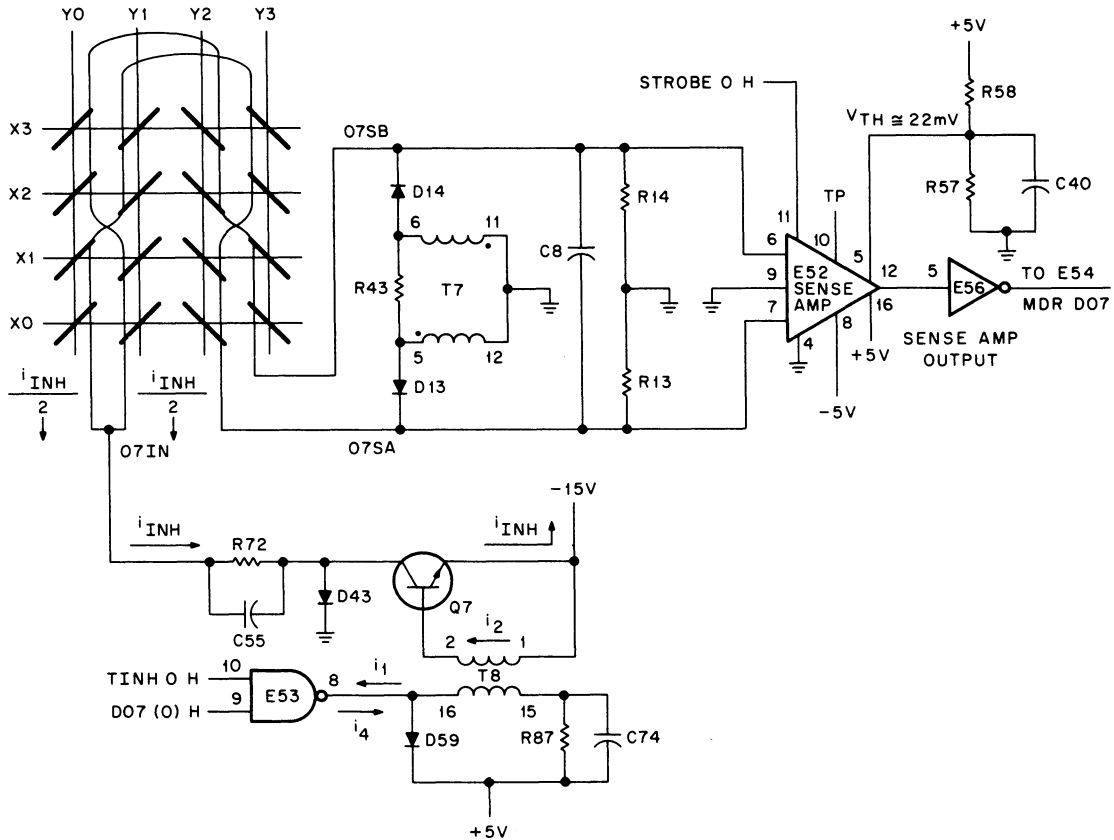 Y0 Y1 Y2 Y3
+5V
STROBE 0 H
R58
VTH ≅ 22mV
X3
07SB
D14
R14
R57
C40
TP
11
10
X2
6 11
6
5
C8
12
5
TO E54
9
E52
SENSE
AMP
E56
MDR D07
X1
R43
T7
7
16
8
4
+5V
SENSE AMP
OUTPUT
X0
5 12
D13
R13
-5V
iINH
2
iINH
2
07IN
07SA
-15V
iINH
R72
iINH
D43
Q7
C55
i2
2 1
T8
TINH 0 H
10
E53
8
i1
D07 (0) H
9
i4
16 15
D59
R87
C74
+5V